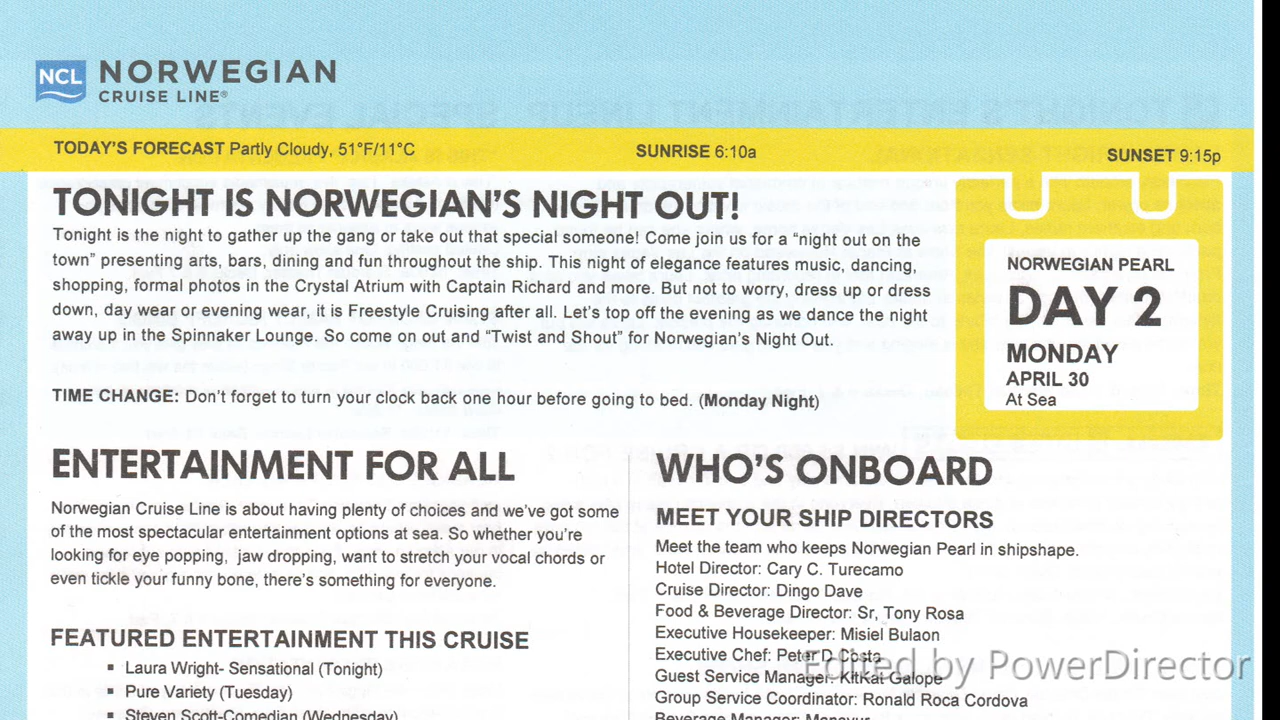 NCL NORWEGIAN
CRUISE LINE®
TODAY'S FORECAST Partly Cloudy, 51°F/11°C
SUNRISE 6:10a
SUNSET 9:15p
TONIGHT IS NORWEGIAN'S NIGHT OUT!
Tonight is the night to gather up the gang or take out that special someone! Come join us for a “night out on the
town” presenting arts, bars, dining and fun throughout the ship. This night of elegance features music, dancing,
shopping, formal photos in the Crystal Atrium with Captain Richard and more. But not to worry, dress up or dress
down, day wear or evening wear, it is Freestyle Cruising after all. Let's top off the evening as we dance the night
away up in the Spinnaker Lounge. So come on out and “Twist and Shout” for Norwegian's Night Out.
TIME CHANGE: Don't forget to turn your clock back one hour before going to bed. (Monday Night)
NORWEGIAN PEARL
DAY 2
MONDAY
APRIL 30
At Sea
ENTERTAINMENT FOR ALL
Norwegian Cruise Line is about having plenty of choices and we've got some
of the most spectacular entertainment options at sea. So whether you're
looking for eye popping, jaw dropping, want to stretch your vocal chords or
even tickle your funny bone, there's something for everyone.
FEATURED ENTERTAINMENT THIS CRUISE
▪ Laura Wright- Sensational (Tonight)
▪ Pure Variety (Tuesday)
▪ Steven Scott-Comedian (Wednesday)
WHO'S ONBOARD
MEET YOUR SHIP DIRECTORS
Meet the team who keeps Norwegian Pearl in shipshape.
Hotel Director: Cary C. Turecamo
Cruise Director: Dingo Dave
Food & Beverage Director: Sr, Tony Rosa
Executive Housekeeper: Misiel Bulaon
Executive Chef: Peter D Costa
Guest Service Manager: KitKat Galope
Group Service Coordinator: Ronald Roca Cordova
Beverage Manager:
Edited by PowerDirector